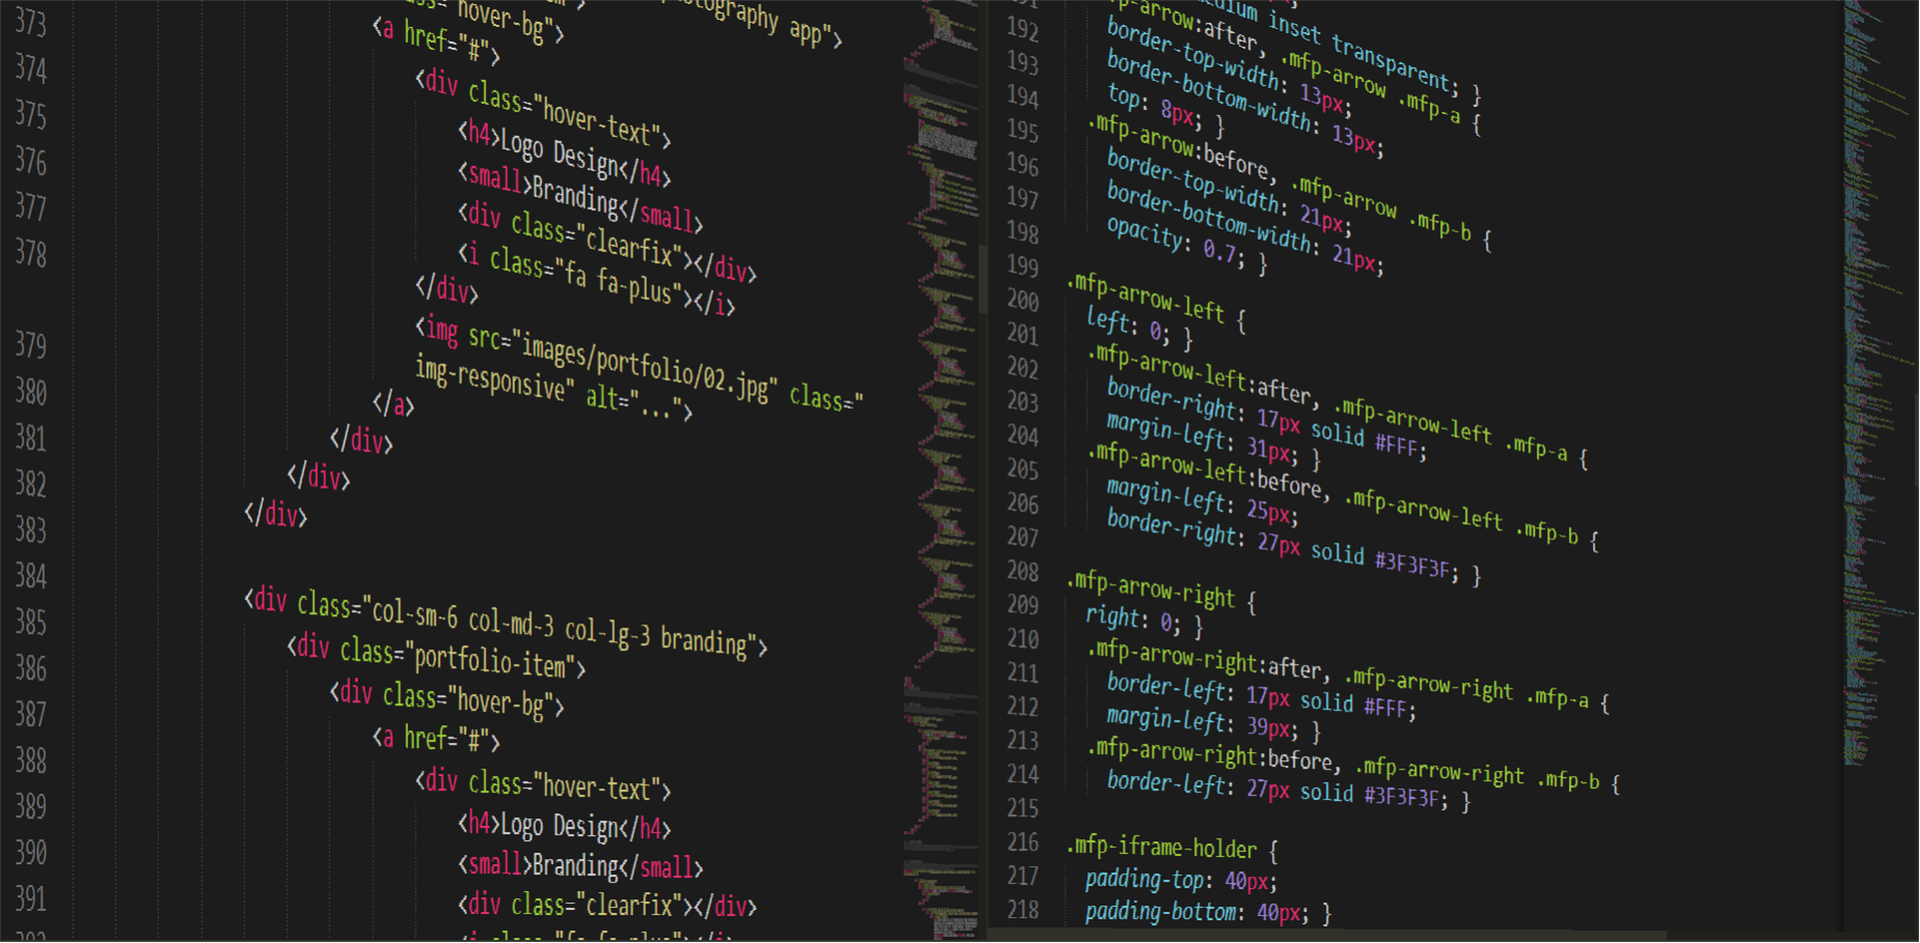 373
374
375
376
377
378
379
380
381
382
383
384
385
386
387
388
389
390
391
hover-bg">
photography app">
<a href="#">
<div class="hover-text">
<h4>Logo Design</h4>
<small>Branding</small>
<div class="clearfix"></div>
<i class="fa fa-plus"></i>
</div>
<img src="images/portfolio/02.jpg" class="
img-responsive" alt="...">
</a>
</div>
</div>
</div>
<div class="col-sm-6 col-md-3 col-lg-3 branding">
<div class="portfolio-item">
<div class="hover-bg">
<a href="#">
<div class="hover-text">
<h4>Logo Design</h4>
<small>Branding</small>
<div class="clearfix"></div>
192
193
194
195
196
197
198
199
200
201
202
203
204
205
206
207
208
209
210
211
212
213
214
215
216
217
218
medium inset transparent; }
.mfp-arrow:after, .mfp-arrow .mfp-a {
border-top-width: 13px;
border-bottom-width: 13px;
top: 8px; }
.mfp-arrow:before, .mfp-arrow .mfp-b {
border-top-width: 21px;
border-bottom-width: 21px;
opacity: 0.7; }
.mfp-arrow-left {
left: 0; }
.mfp-arrow-left:after, .mfp-arrow-left .mfp-a {
border-right: 17px solid #FFF;
margin-left: 31px; }
.mfp-arrow-left:before, .mfp-arrow-left .mfp-b {
margin-left: 25px;
border-right: 27px solid #3F3F3F; }
.mfp-arrow-right {
right: 0; }
.mfp-arrow-right:after, .mfp-arrow-right .mfp-a {
border-left: 17px solid #FFF;
margin-left: 39px; }
.mfp-arrow-right:before, .mfp-arrow-right .mfp-b {
border-left: 27px solid #3F3F3F; }
.mfp-iframe-holder {
padding-top: 40px;
padding-bottom: 40px; }